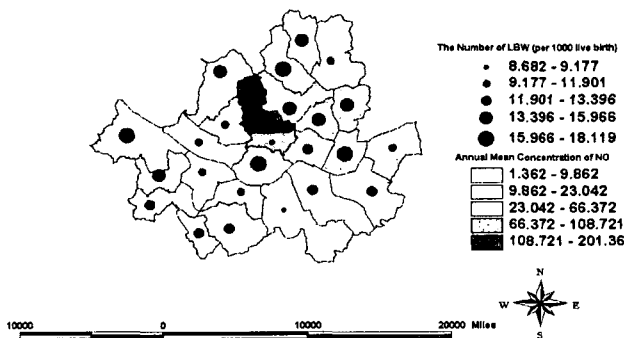 The Number of LBW (per 1000 live birth)
8.682 - 9.177
9.177 - 11.901
11.901 - 13.396
13.396 - 15.966
15.966 - 18.119
Annual Mean Concentration of NO
1.362 - 9.862
9.862 - 23.042
23.042 - 66.372
66.372 - 108.721
108.721 - 201.36
N
W E
S
10000 0 10000 20000 Miles